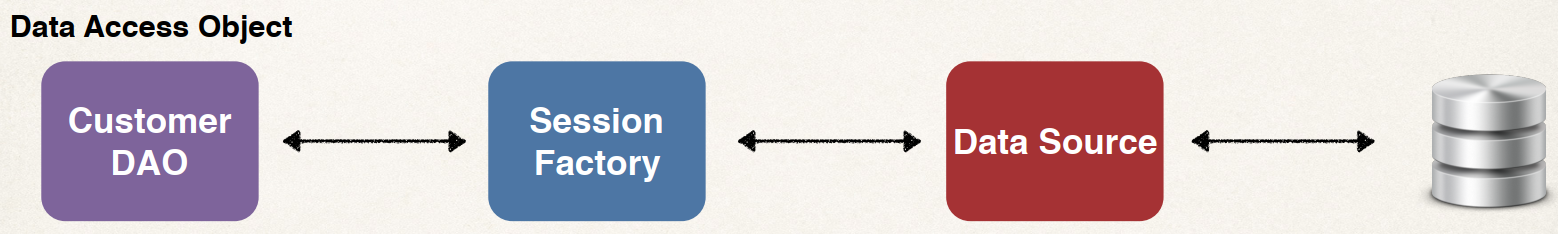 Data Access Object
Customer
DAO
Session
Factory
Data Source